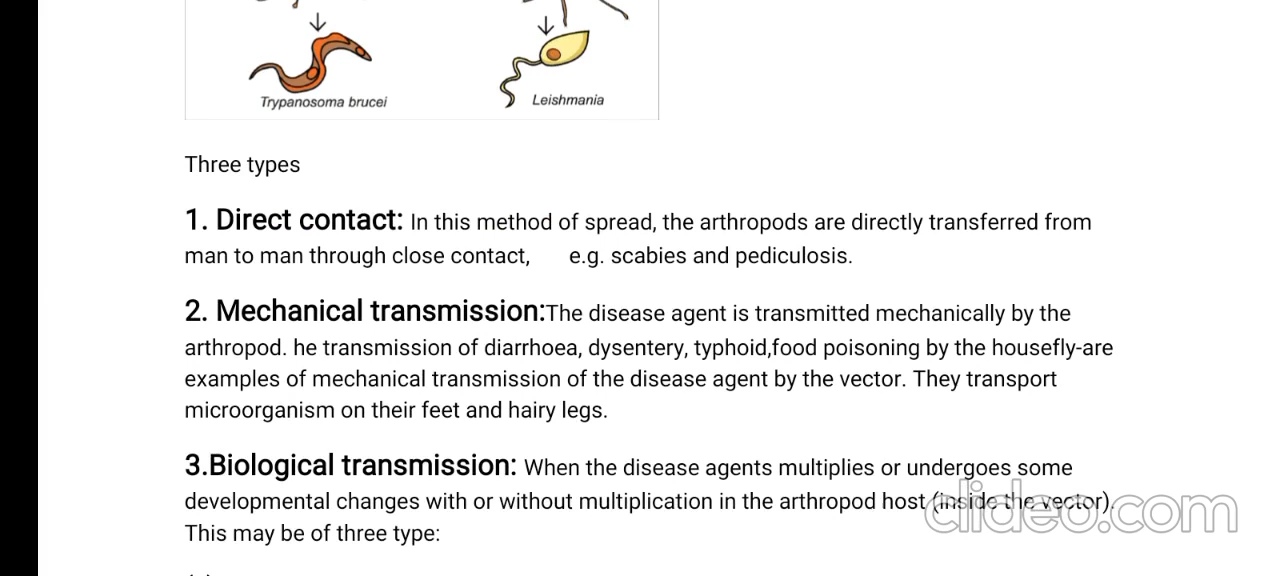 Trypanosoma brucei
Leishmania
Three types
1. Direct contact: In this method of spread, the arthropods are directly transferred from
man to man through close contact, e.g. scabies and pediculosis.
2. Mechanical transmission:The disease agent is transmitted mechanically by the
arthropod. he transmission of diarrhoea, dysentery, typhoid,food poisoning by the housefly-are
examples of mechanical transmission of the disease agent by the vector. They transport
microorganism on their feet and hairy legs.
3.Biological transmission: When the disease agents multiplies or undergoes some
developmental changes with or without multiplication in the arthropod host (inside the vector).
This may be of three type:
clideo.com